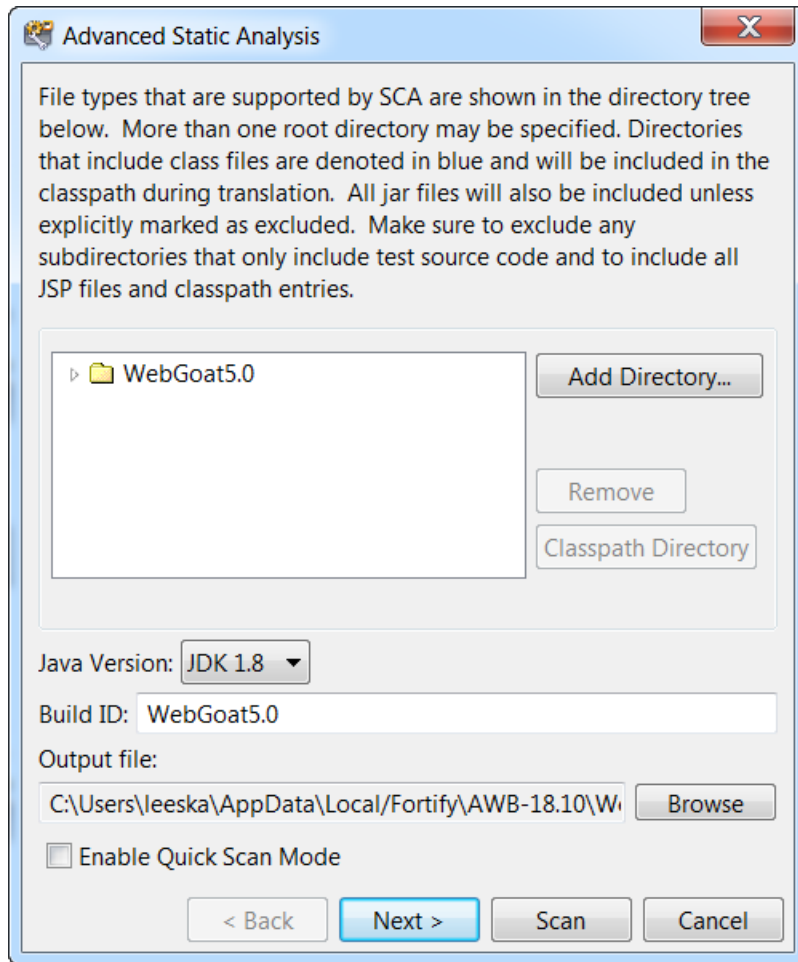 Advanced Static Analysis
File types that are supported by SCA are shown in the directory tree
below.  More than one root directory may be specified. Directories
that include class files are denoted in blue and will be included in the
classpath during translation.  All jar files will also be included unless
explicitly marked as excluded.  Make sure to exclude any
subdirectories that only include test source code and to include all
JSP files and classpath entries.
WebGoat5.0
Add Directory...
Remove
Classpath Directory
Java Version: JDK 1.8
Build ID: WebGoat5.0
Output file:
C:\Users\leeska\AppData\Local/Fortify\AWB-18.10\We Browse
Enable Quick Scan Mode
< Back Next > Scan Cancel